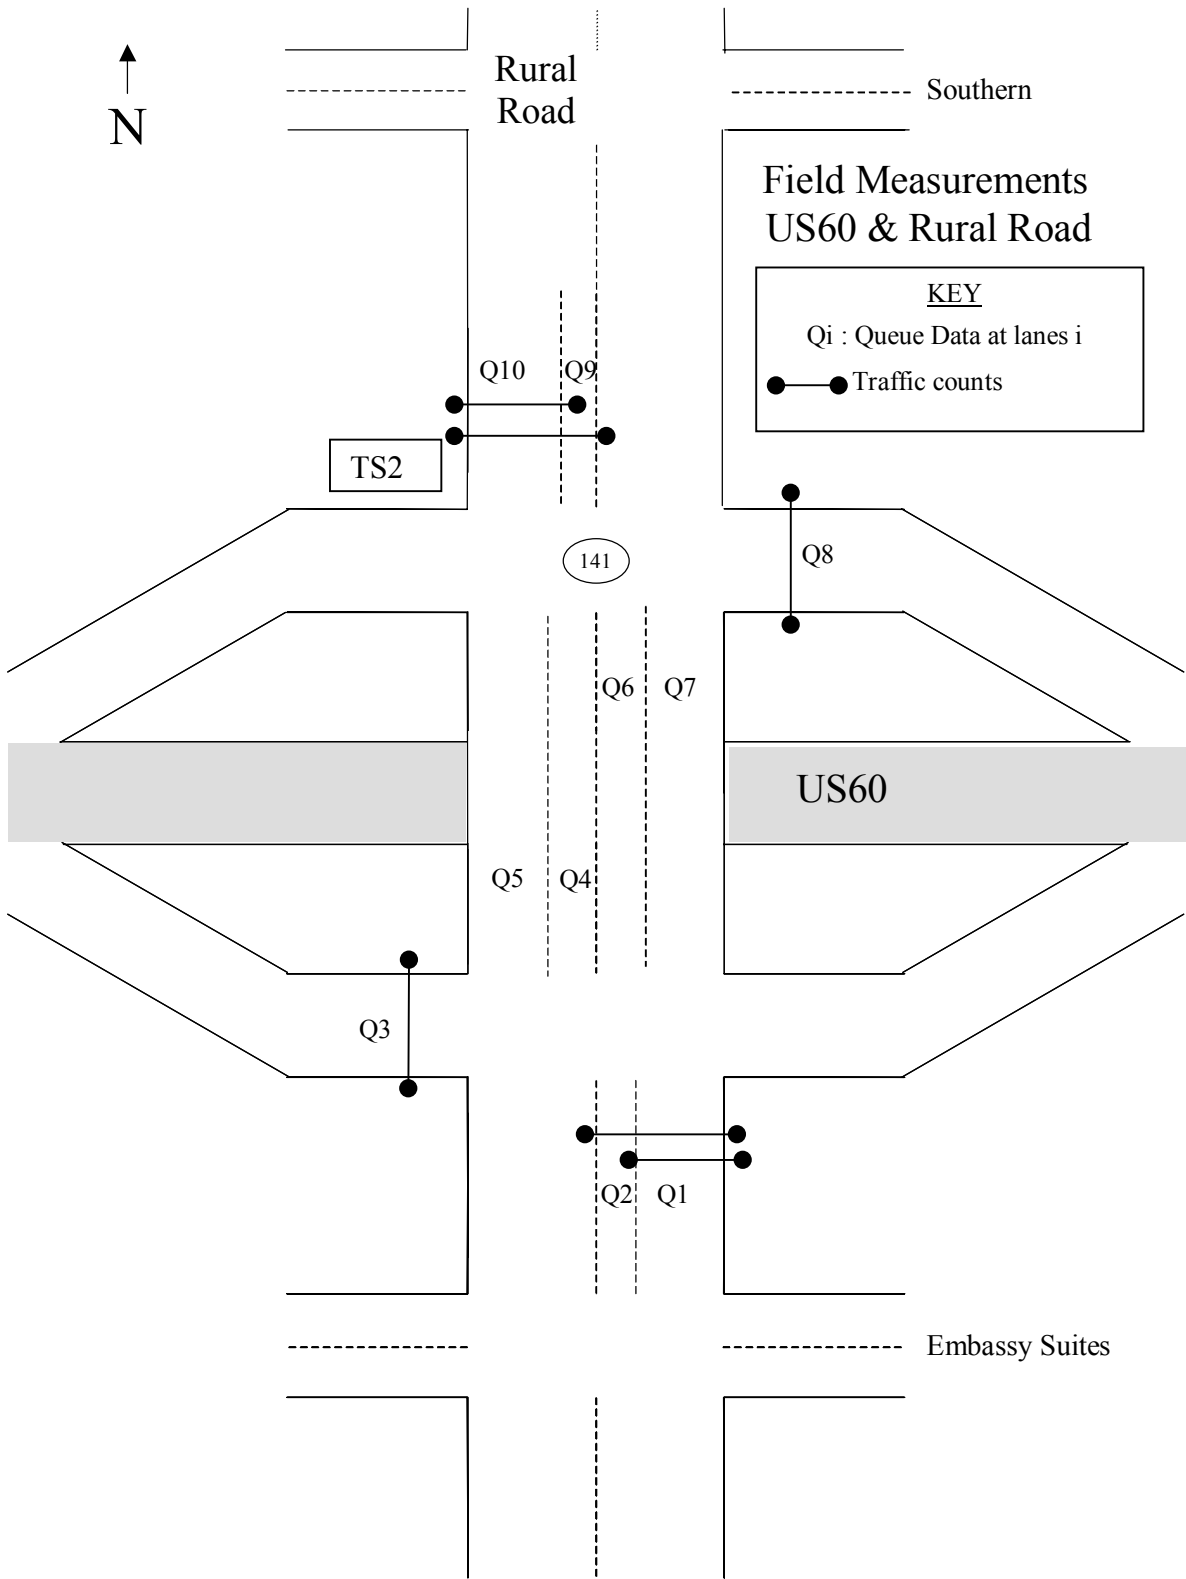 Rural
Road
Southern
N
Field Measurements
US60 & Rural Road
KEY
Qi : Queue Data at lanes i
Traffic counts
Q10
Q9
TS2
141
Q8
Q6
Q7
US60
Q5
Q4
Q3
Q2
Q1
Embassy Suites